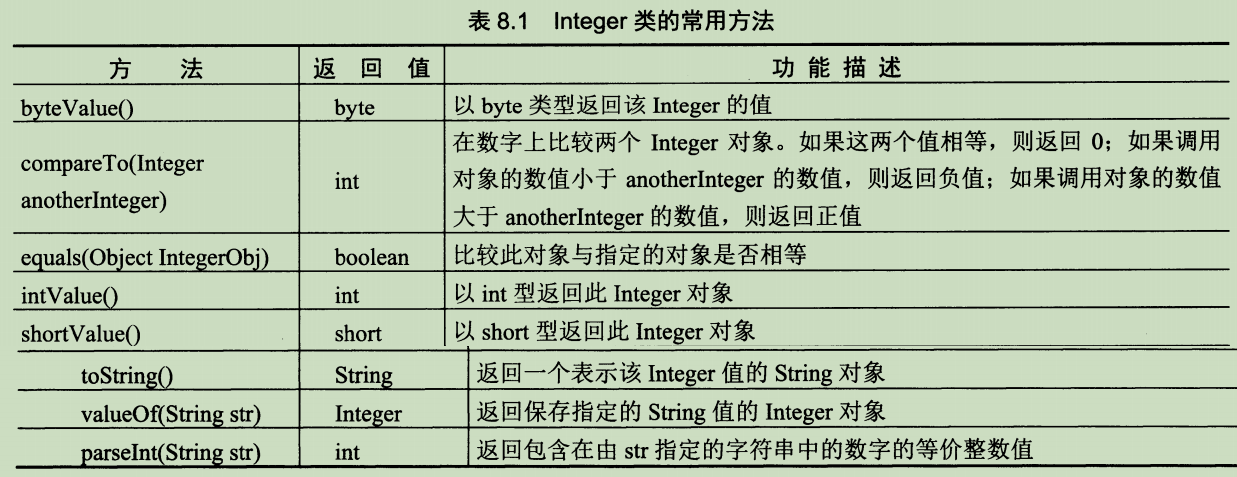 表 8.1 Integer 类的常用方法
方 法 返 回 值 功 能 描 述
byteValue() byte 以 byte 类型返回该 Integer 的值
compareTo(Integer anotherInteger) int 在数字上比较两个 Integer 对象。如果这两个值相等，则返回 0；如果调用
对象的数值小于 anotherInteger 的数值，则返回负值；如果调用对象的数值
大于 anotherInteger 的数值，则返回正值
equals(Object IntegerObj) boolean 比较此对象与指定的对象是否相等
intValue() int 以 int 型返回此 Integer 对象
shortValue() short 以 short 型返回此 Integer 对象
toString() String 返回一个表示该 Integer 值的 String 对象
valueOf(String str) Integer 返回保存指定的 String 值的 Integer 对象
parseInt(String str) int 返回包含在由 str 指定的字符串中的数字的等价整数值